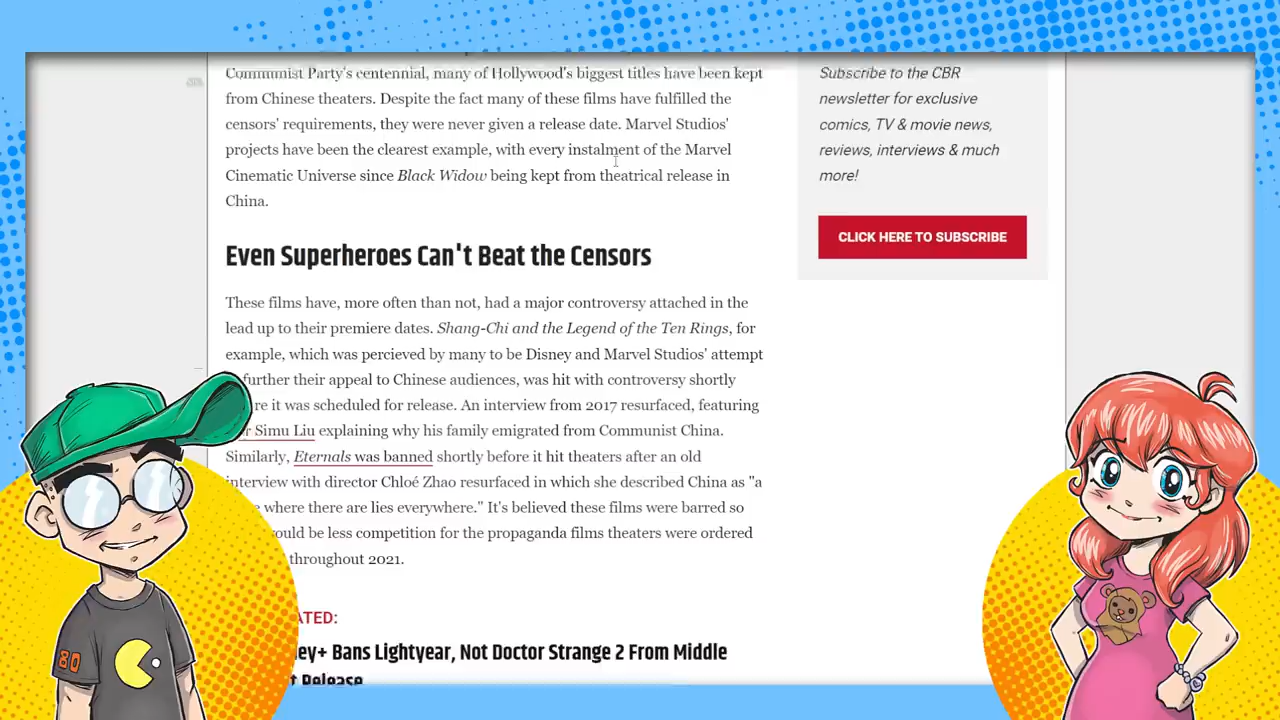 Communist Party's centennial, many of Hollywood's biggest titles have been kept
from Chinese theaters. Despite the fact many of these films have fulfilled the
censors' requirements, they were never given a release date. Marvel Studios'
projects have been the clearest example, with every instalment of the Marvel
Cinematic Universe since Black Widow being kept from theatrical release in
China.
Even Superheroes Can't Beat the Censors
These films have, more often than not, had a major controversy attached in the
lead up to their premiere dates. Shang-Chi and the Legend of the Ten Rings, for
example, which was percieved by many to be Disney and Marvel Studios' attempt
further their appeal to Chinese audiences, was hit with controversy shortly
re it was scheduled for release. An interview from 2017 resurfaced, featuring
r Simu Liu explaining why his family emigrated from Communist China.
Similarly, Eternals was banned shortly before it hit theaters after an old
interview with director Chloé Zhao resurfaced in which she described China as "a
where there are lies everywhere." It's believed these films were barred so
ould be less competition for the propaganda films theaters were ordered
throughout 2021.
ATED:
ey+ Bans Lightyear, Not Doctor Strange 2 From Middle
t Release
Subscribe to the CBR
newsletter for exclusive
comics, TV & movie news,
reviews, interviews & much
more!
CLICK HERE TO SUBSCRIBE
80